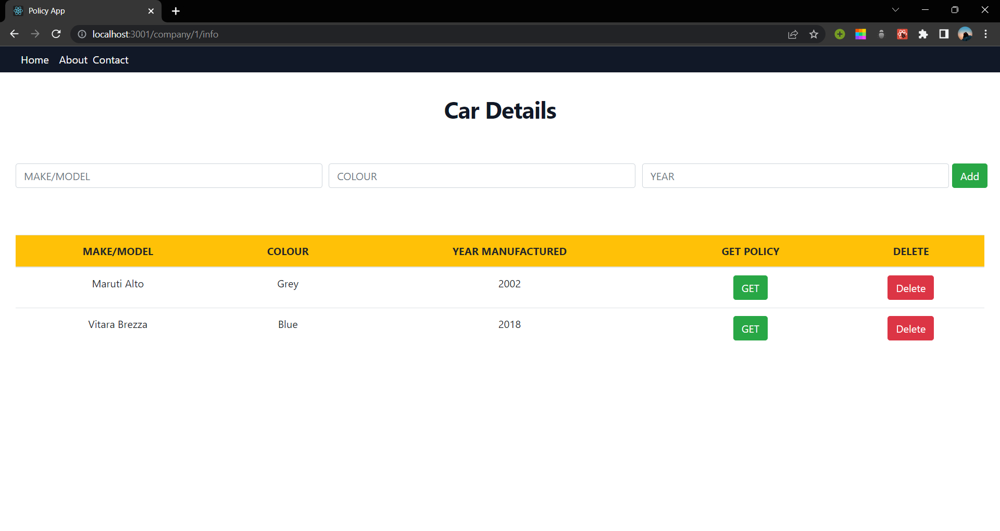 Policy App
localhost:3001/company/1/info
Home About Contact
Car Details
MAKE/MODEL COLOUR YEAR Add
MAKE/MODEL COLOUR YEAR MANUFACTURED GET POLICY DELETE
Maruti Alto Grey 2002 GET Delete
Vitara Brezza Blue 2018 GET Delete